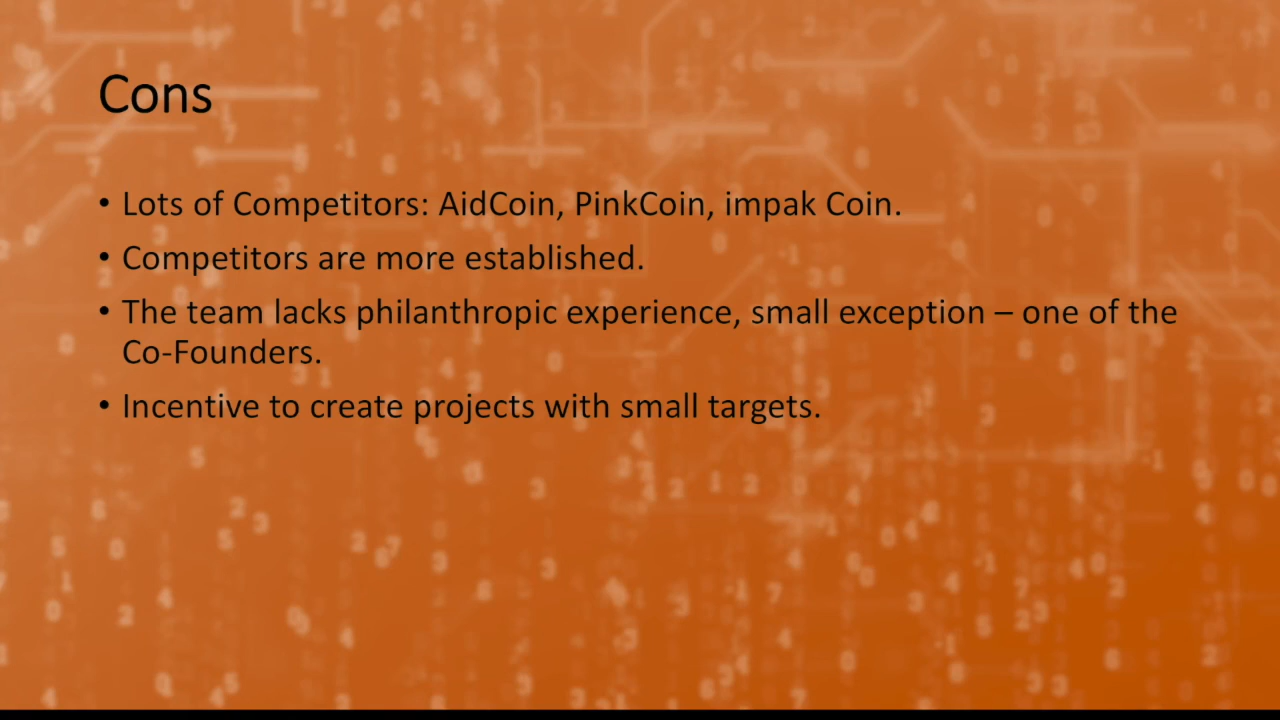 Cons
• Lots of Competitors: AidCoin, PinkCoin, impak Coin.
• Competitors are more established.
• The team lacks philanthropic experience, small exception – one of the
Co-Founders.
• Incentive to create projects with small targets.